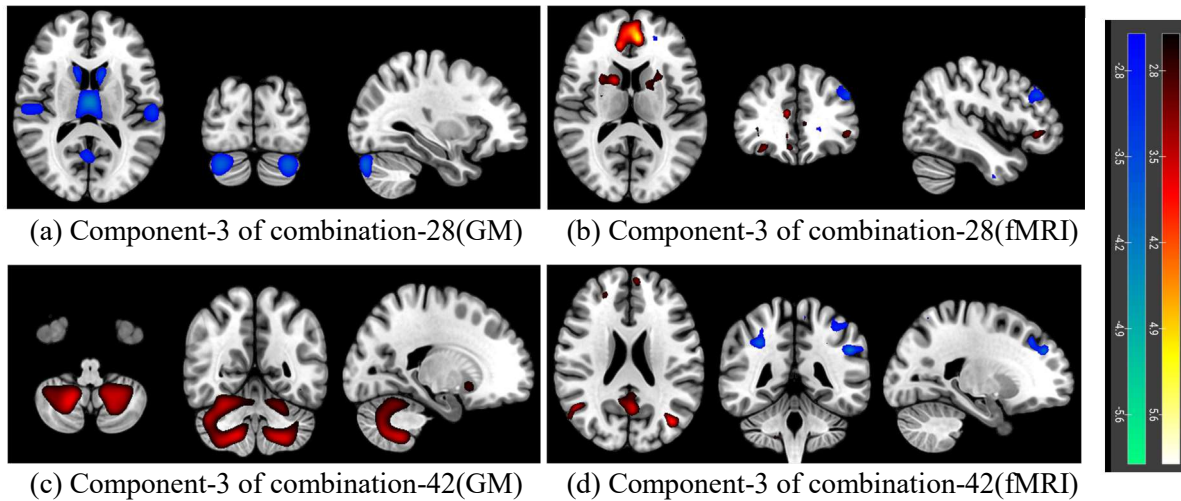 (a) Component-3 of combination-28(GM)
(b) Component-3 of combination-28(fMRI)
(c) Component-3 of combination-42(GM)
(d) Component-3 of combination-42(fMRI)
-2.8
2.8
-3.5
3.5
-4.2
4.2
-4.9
4.9
-5.6
5.6